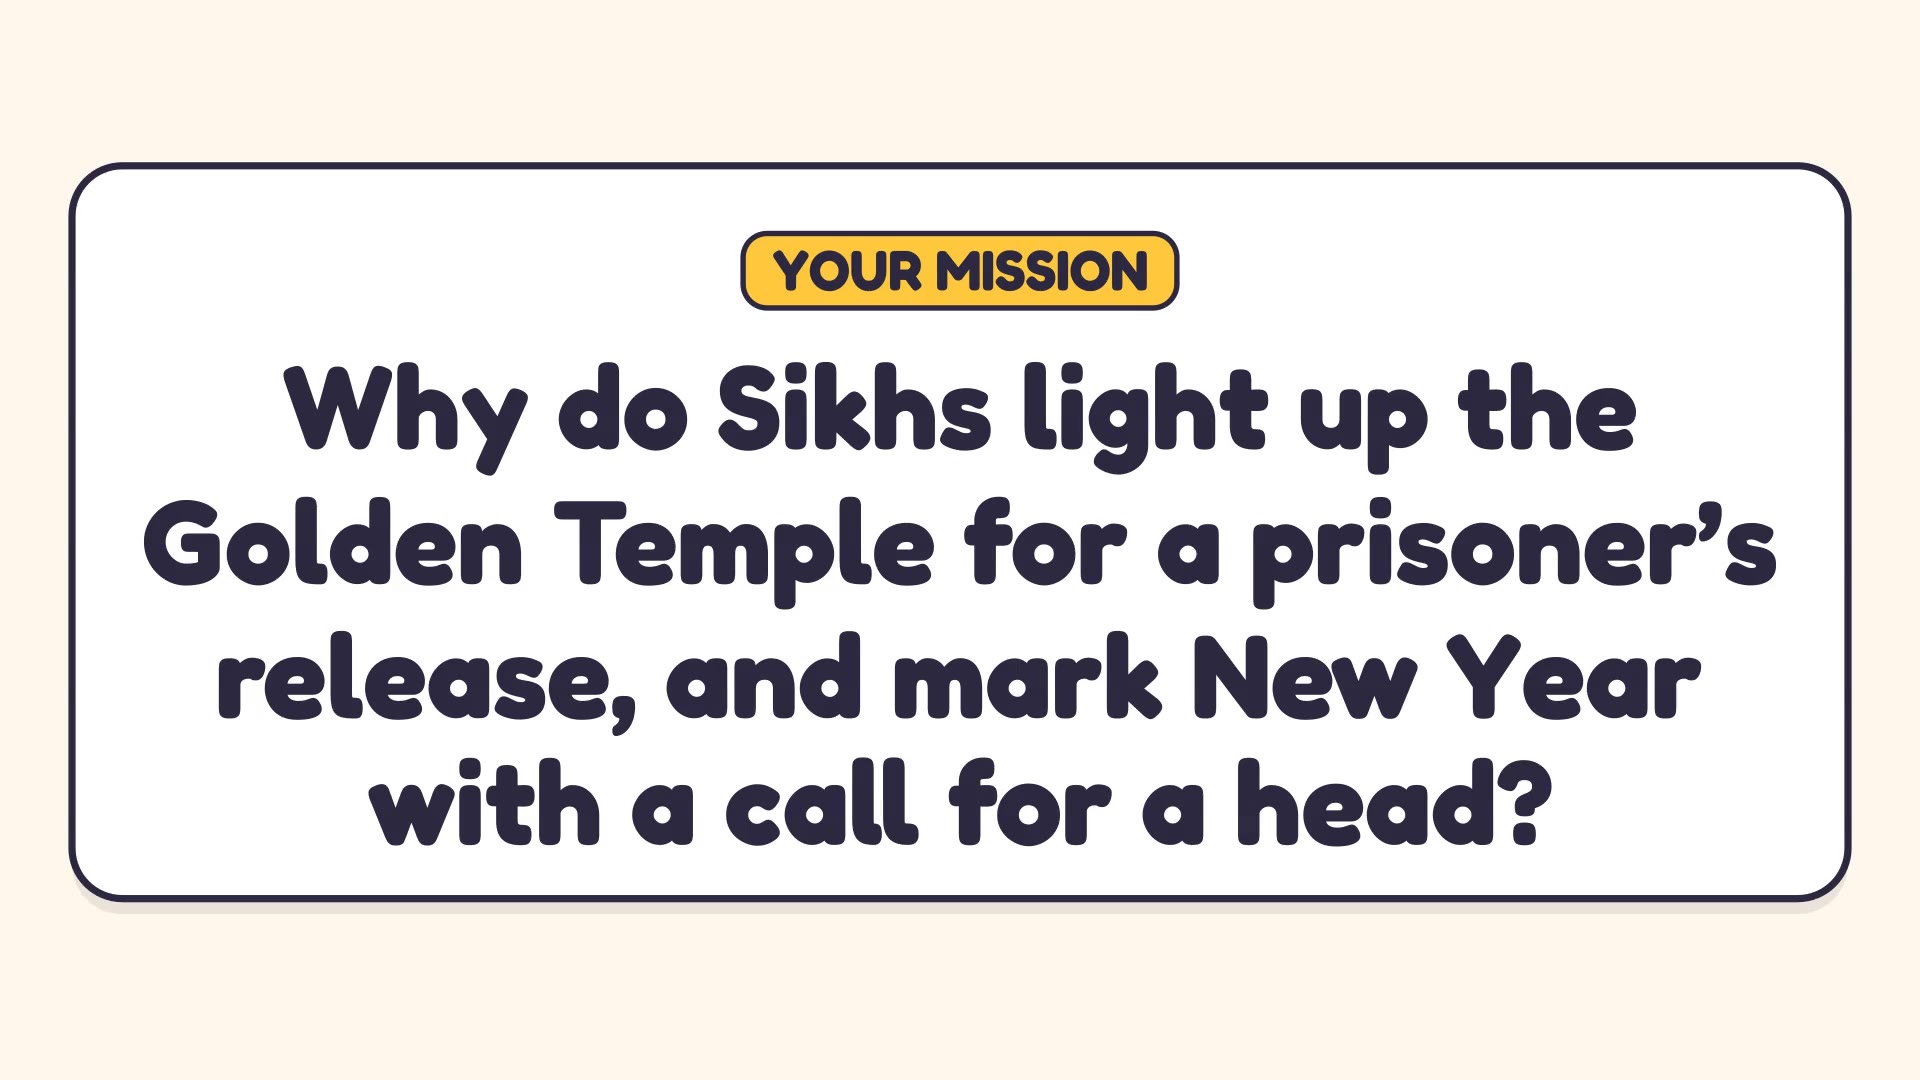 YOUR MISSION
Why do Sikhs light up the
Golden Temple for a prisoner’s
release, and mark New Year
with a call for a head?